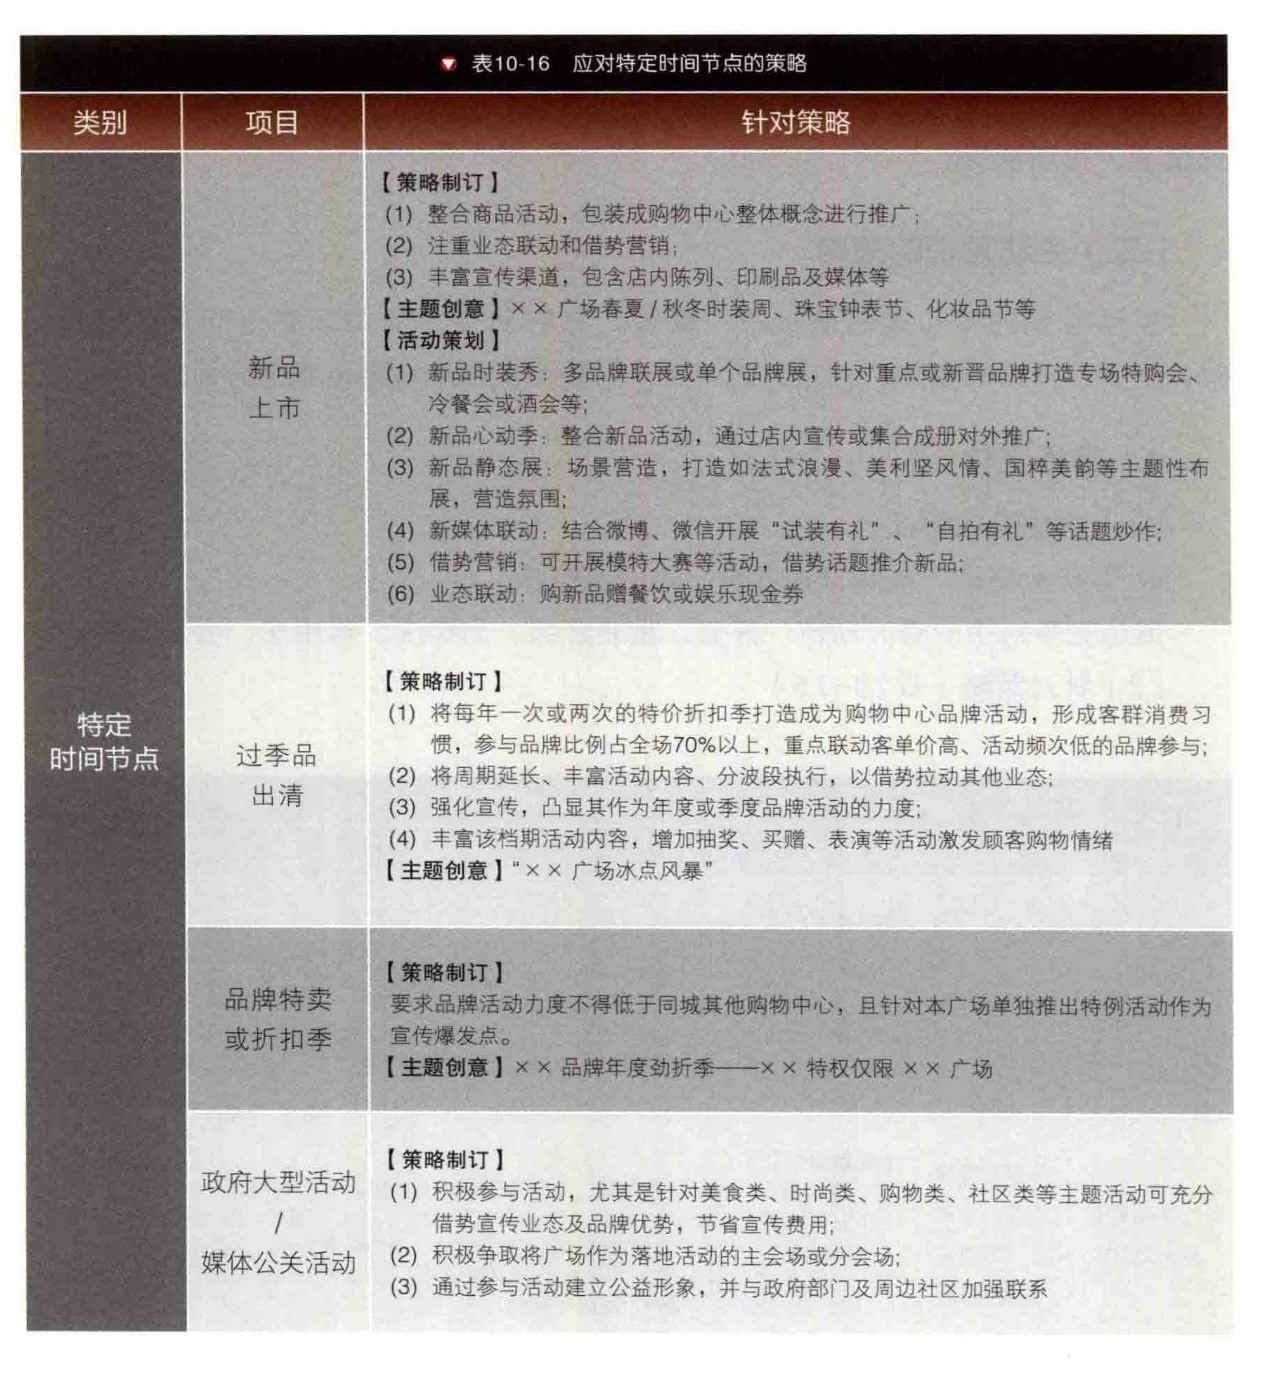 表10-16 应对特定时间节点的策略
类别 项目 针对策略
特定
时间节点
新品
上市
【策略制订】
(1) 整合商品活动，包装成购物中心整体概念进行推广；
(2) 注重业态联动和借势营销；
(3) 丰富宣传渠道，包含店内陈列、印刷品及媒体等
【主题创意】×× 广场春夏/秋冬时装周、珠宝钟表节、化妆品节等
【活动策划】
(1) 新品时装秀：多品牌联展或单个品牌展，针对重点或新晋品牌打造专场特购会、
冷餐会或酒会等；
(2) 新品心动季：整合新品活动，通过店内宣传或集合成册对外推广；
(3) 新品静态展：场景营造，打造如法式浪漫、美利坚风情、国粹美韵等主题性布
展，营造氛围；
(4) 新媒体联动：结合微博、微信开展“试装有礼”、“自拍有礼”等话题炒作；
(5) 借势营销：可开展模特大赛等活动，借势话题推介新品；
(6) 业态联动：购新品赠餐饮或娱乐现金券
过季品
出清
【策略制订】
(1) 将每年一次或两次的特价折扣季打造成为购物中心品牌活动，形成客群消费习
惯，参与品牌比例占全场70%以上，重点联动客单价高、活动频次低的品牌参与；
(2) 将周期延长、丰富活动内容、分波段执行，以借势拉动其他业态；
(3) 强化宣传，凸显其作为年度或季度品牌活动的力度；
(4) 丰富该档期活动内容，增加抽奖、买赠、表演等活动激发顾客购物情绪
【主题创意】“×× 广场冰点风暴”
品牌特卖
或折扣季
【策略制订】
要求品牌活动力度不得低于同城其他购物中心，且针对本广场单独推出特例活动作为
宣传爆发点。
【主题创意】×× 品牌年度劲折季——×× 特权仅限 ×× 广场
政府大型活动
/
媒体公关活动
【策略制订】
(1) 积极参与活动，尤其是针对美食类、时尚类、购物类、社区类等主题活动可充分
借势宣传业态及品牌优势，节省宣传费用；
(2) 积极争取将广场作为落地活动的主会场或分会场；
(3) 通过参与活动建立公益形象，并与政府部门及周边社区加强联系